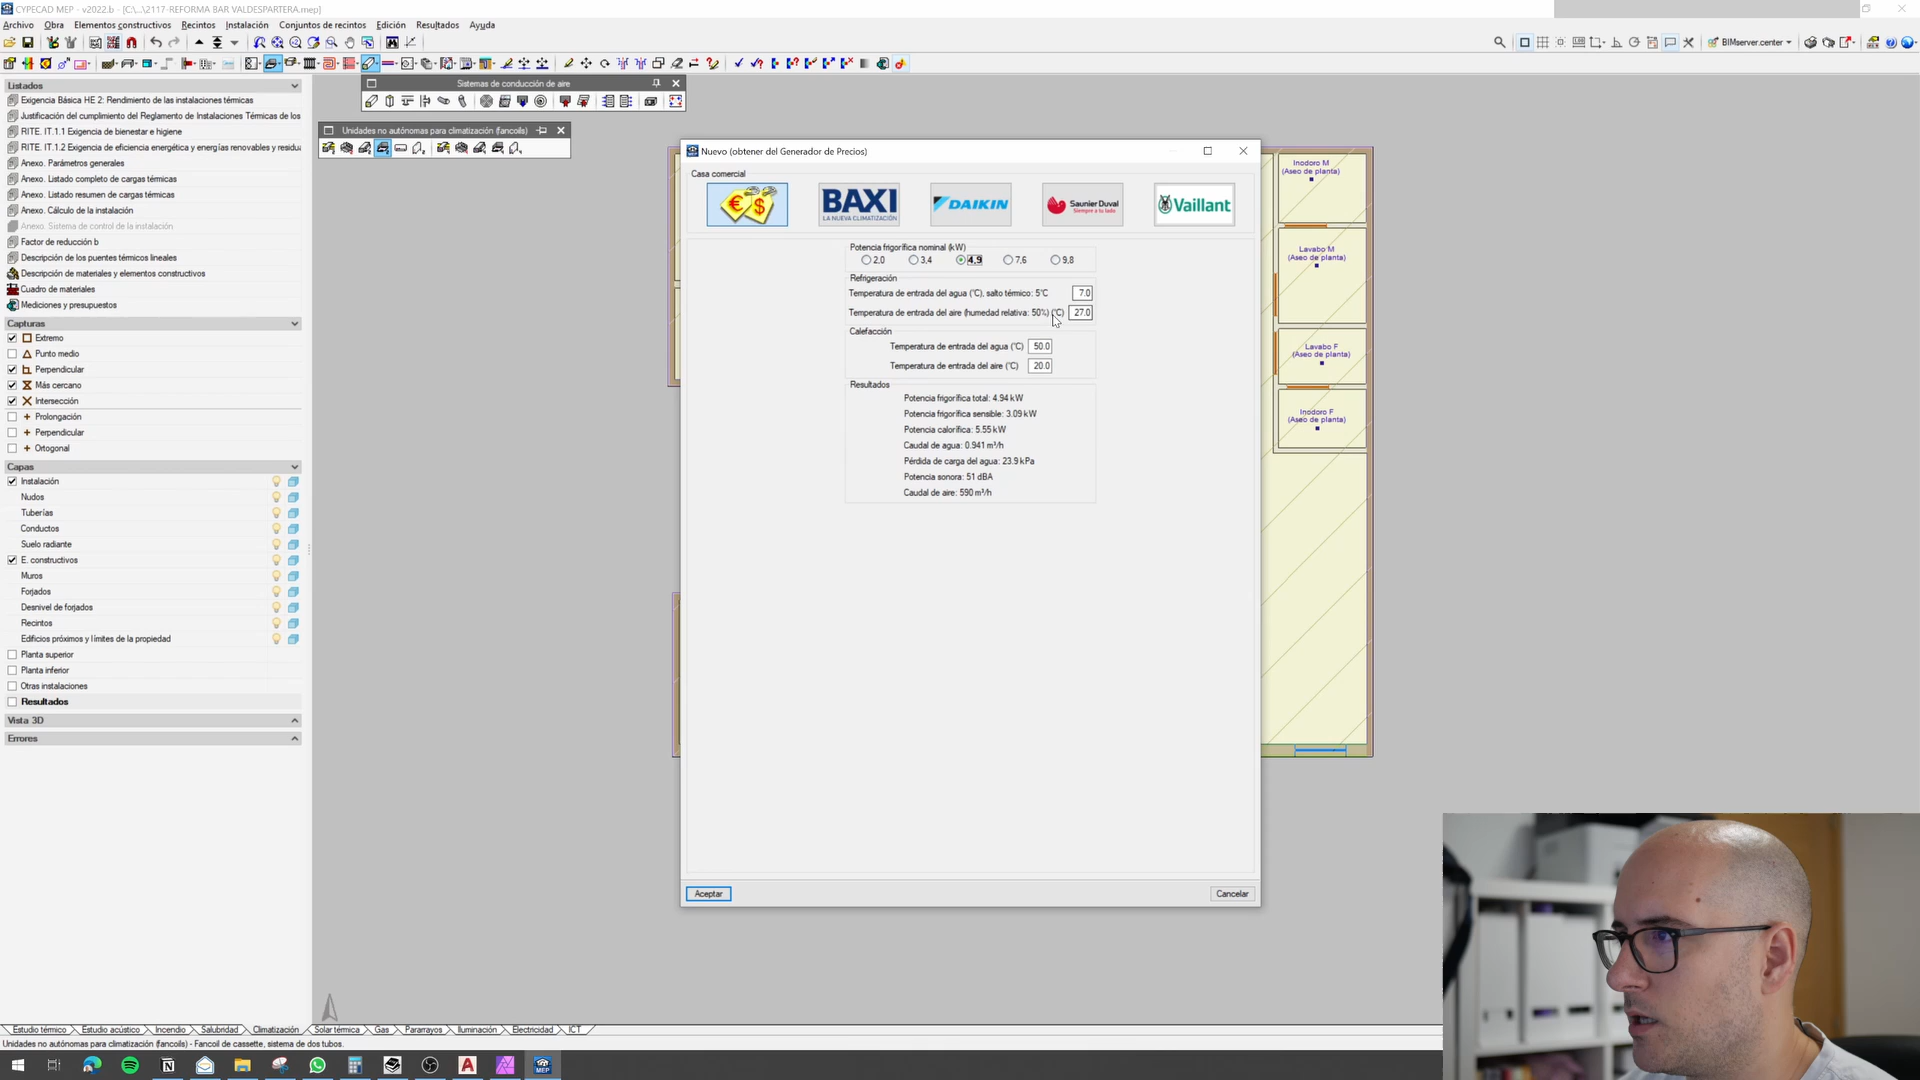 CYPECAD MEP - v2022.b - [C:\...\2117-REFORMA BAR VALDESPARTERA.mep]
Archivo Obra Elementos constructivos Recintos Instalación Conjuntos de recintos Edición Resultados Ayuda
BIMserver.center
Listados
Exigencia Básica HE 2: Rendimiento de las instalaciones térmicas
Justificación del cumplimiento del Reglamento de Instalaciones Térmicas de los
RITE. IT.1.1 Exigencia de bienestar e higiene
RITE. IT.1.2 Exigencia de eficiencia energética y energías renovables y residua
Anexo. Parámetros generales
Anexo. Listado completo de cargas térmicas
Anexo. Listado resumen de cargas térmicas
Anexo. Cálculo de la instalación
Anexo. Sistema de control de la instalación
Factor de reducción b
Descripción de los puentes térmicos lineales
Descripción de materiales y elementos constructivos
Cuadro de materiales
Mediciones y presupuestos
Capturas
Extremo
Punto medio
Perpendicular
Más cercano
Intersección
Prolongación
Perpendicular
Ortogonal
Capas
Instalación
Nudos
Tuberías
Conductos
Suelo radiante
E. constructivos
Muros
Forjados
Desnivel de forjados
Recintos
Edificios próximos y límites de la propiedad
Planta superior
Planta inferior
Otras instalaciones
Resultados
Vista 3D
Errores
Sistemas de conducción de aire
Unidades no autónomas para climatización (fancoils)
Nuevo (obtener del Generador de Precios)
Casa comercial
€ $
BAXI
LA NUEVA CLIMATIZACIÓN
DAIKIN
Saunier Duval
Siempre a tu lado
Vaillant
Potencia frigorífica nominal (kW)
2,0 3,4 4,9 7,6 9,8
Refrigeración
Temperatura de entrada del agua (°C), salto térmico: 5°C 7.0
Temperatura de entrada del aire (humedad relativa: 50%) (°C) 27.0
Calefacción
Temperatura de entrada del agua (°C) 50.0
Temperatura de entrada del aire (°C) 20.0
Resultados
Potencia frigorífica total: 4.94 kW
Potencia frigorífica sensible: 3.09 kW
Potencia calorífica: 5.55 kW
Caudal de agua: 0.941 m³/h
Pérdida de carga del agua: 23.9 kPa
Potencia sonora: 51 dBA
Caudal de aire: 590 m³/h
Aceptar
Cancelar
Inodoro M
(Aseo de planta)
Lavabo M
(Aseo de planta)
Lavabo F
(Aseo de planta)
Inodoro F
(Aseo de planta)
Estudio térmico Estudio acústico Incendio Salubridad Climatización Solar térmica Gas Pararrayos Iluminación Electricidad ICT
Unidades no autónomas para climatización (fancoils) - Fancoil de cassette, sistema de dos tubos.
MEP